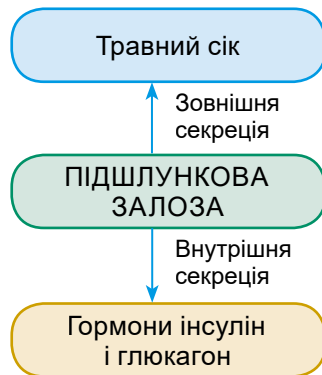 Травний сік
Зовнішня
секреція
ПІДШЛУНКОВА
ЗАЛОЗА
Внутрішня
секреція
Гормони інсулін
і глюкагон